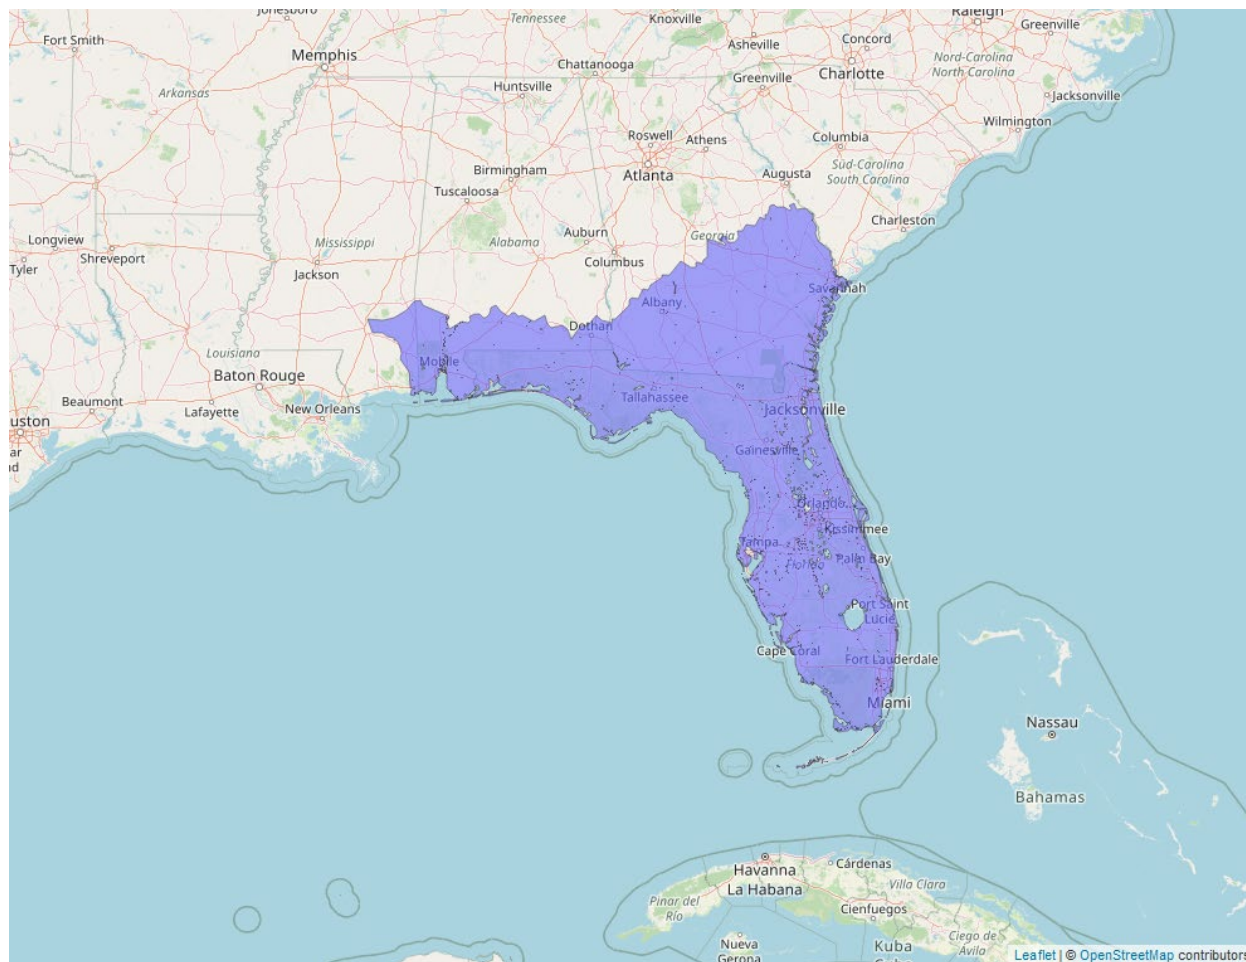 Jonesboro
Tennessee
Knoxville
Raleigh
Greenville
Fort Smith
Memphis
Asheville
Concord
Chattanooga
Charlotte
Nord-Carolina
North Carolina
Arkansas
Huntsville
Greenville
Jacksonville
Wilmington
Roswell
Athens
Columbia
Birmingham
Atlanta
Augusta
Süd-Carolina
South Carolina
Tuscaloosa
Charleston
Longview
Shreveport
Mississippi
Alabama
Auburn
Georgia
Tyler
Jackson
Columbus
Savannah
Albany
Dothan
Louisiana
Mobile
Baton Rouge
Tallahassee
Beaumont
Lafayette
New Orleans
Jacksonville
uston
ar
nd
Gainesville
Orlando
Kissimmee
Tampa
Florida
Palm Bay
Port Saint
Lucie
Cape Coral
Fort Lauderdale
Miami
Nassau
Bahamas
Havanna
La Habana
Cárdenas
Pinar del
Río
Villa Clara
Cienfuegos
Nueva
Gerona
Kuba
Ciego de
Ávila
Leaflet | © OpenStreetMap contributors